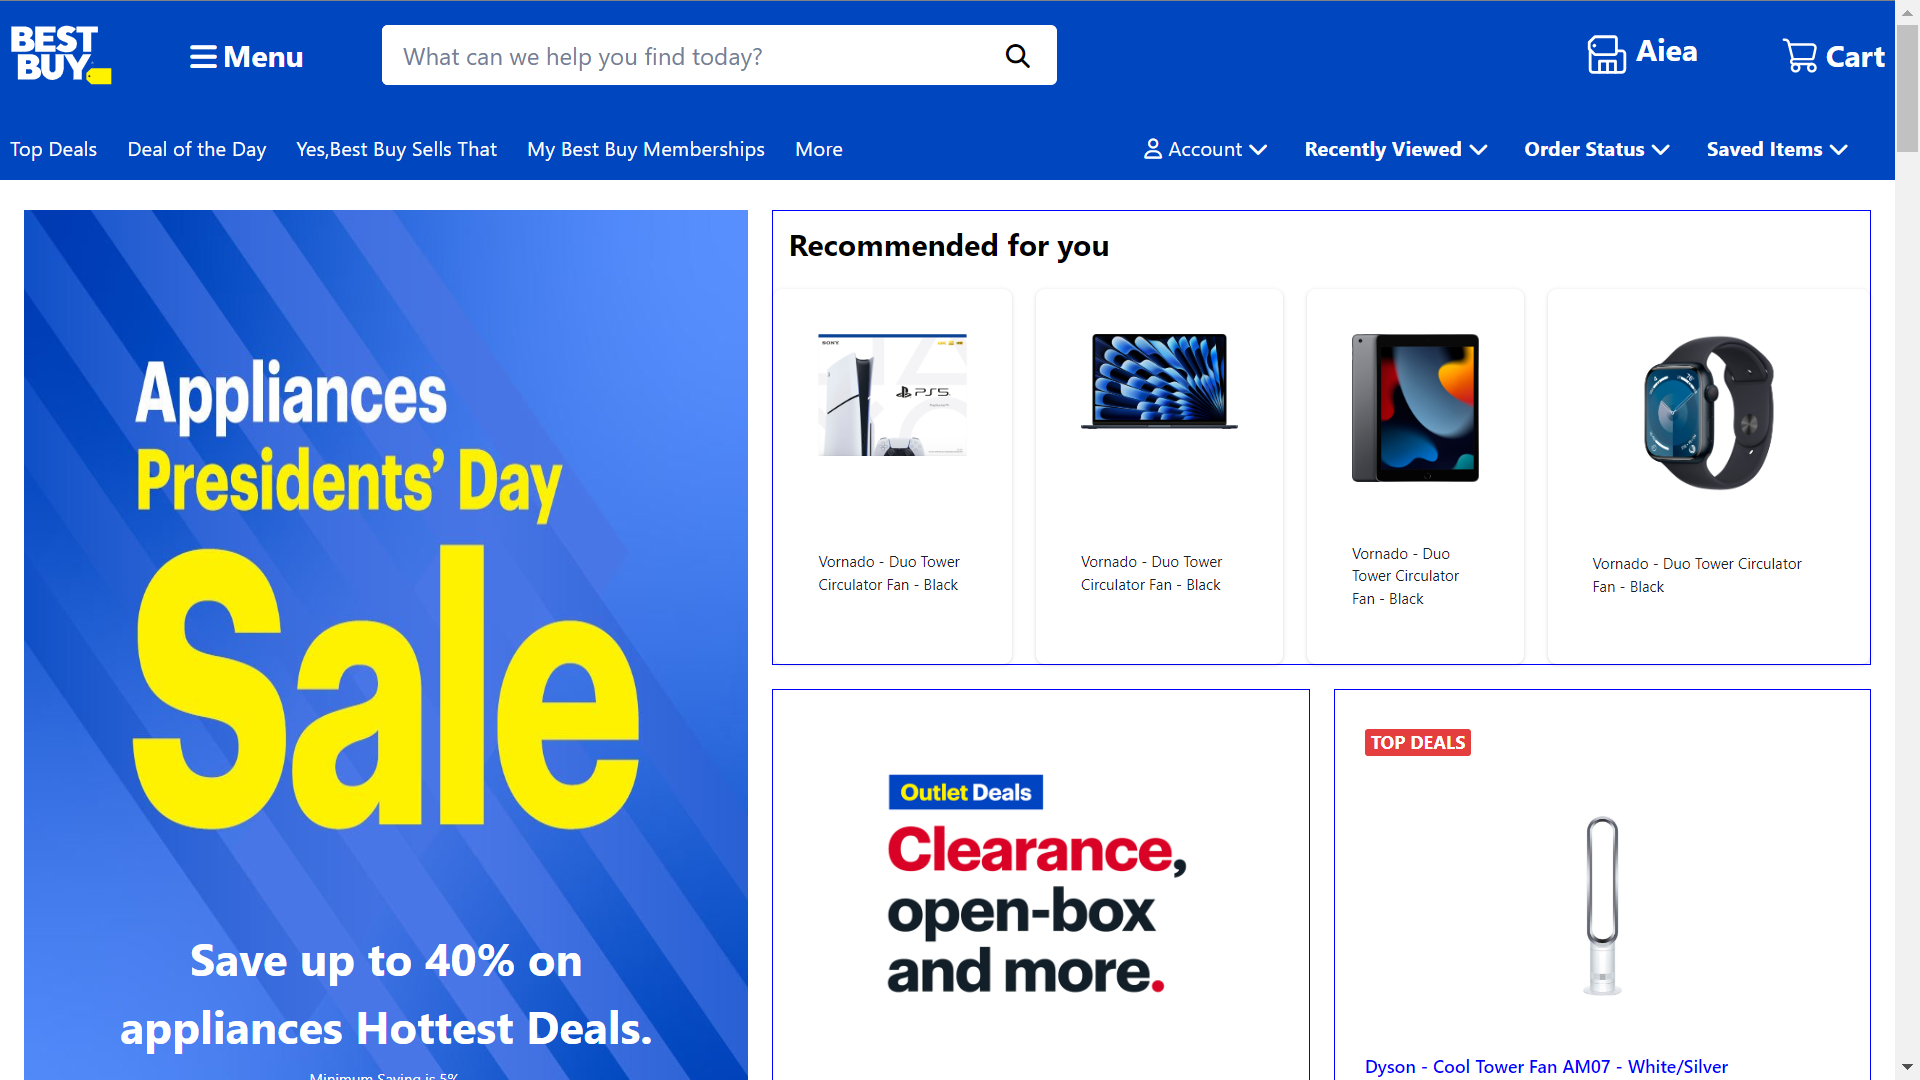 BEST
BUY
Menu
What can we help you find today?
Aiea
Cart
Top Deals
Deal of the Day
Yes,Best Buy Sells That
My Best Buy Memberships
More
Account
Recently Viewed
Order Status
Saved Items
Appliances
Presidents’ Day
Sale
Save up to 40% on
appliances Hottest Deals.
Minimum Saving is 5%
Recommended for you
SONY
PS5
Vornado - Duo Tower
Circulator Fan - Black
Vornado - Duo Tower
Circulator Fan - Black
Vornado - Duo
Tower Circulator
Fan - Black
Vornado - Duo Tower Circulator
Fan - Black
Outlet Deals
Clearance,
open-box
and more.
TOP DEALS
Dyson - Cool Tower Fan AM07 - White/Silver